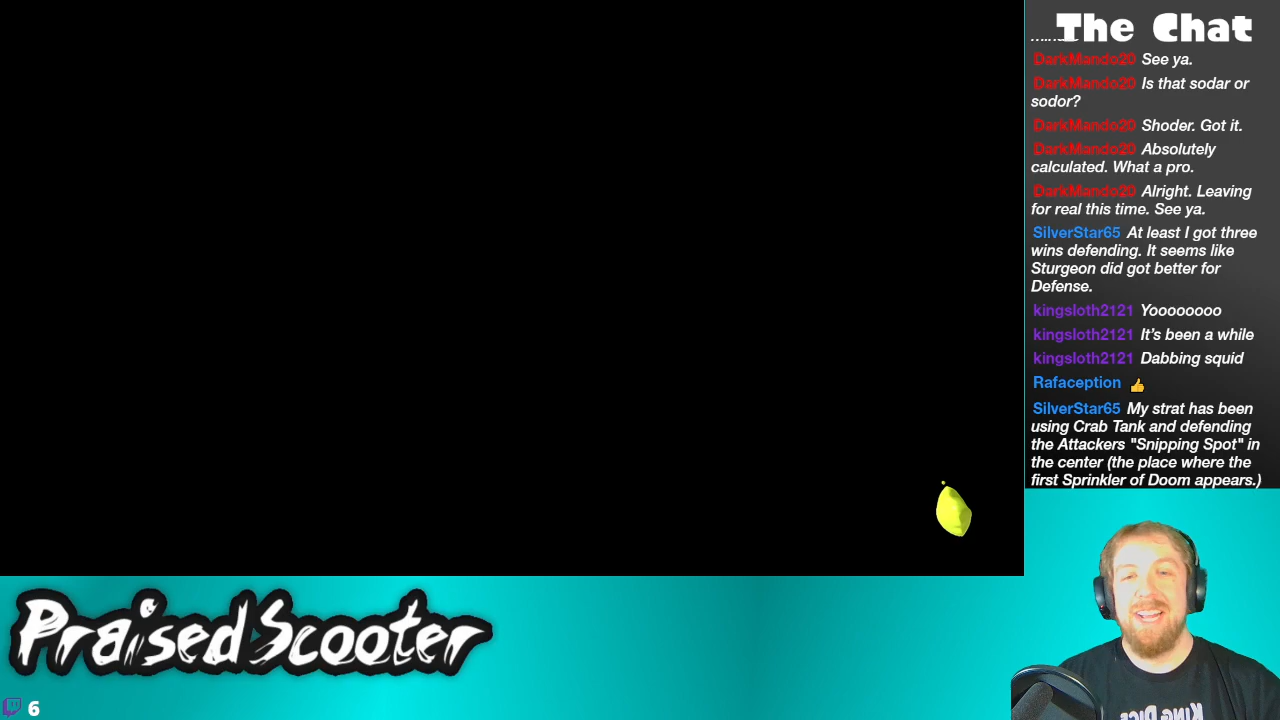 The Chat
DarkMando20 See ya.
DarkMando20 Is that sodar or
sodor?
DarkMando20 Shoder. Got it.
DarkMando20 Absolutely
calculated. What a pro.
DarkMando20 Alright. Leaving
for real this time. See ya.
SilverStar65 At least I got three
wins defending. It seems like
Sturgeon did got better for
Defense.
kingsloth2121 Yoooooooo
kingsloth2121 It's been a while
kingsloth2121 Dabbing squid
Rafaception 👍
SilverStar65 My strat has been
using Crab Tank and defending
the Attackers "Snipping Spot" in
the center (the place where the
first Sprinkler of Doom appears.)
PraisedScooter
KING DICE
6